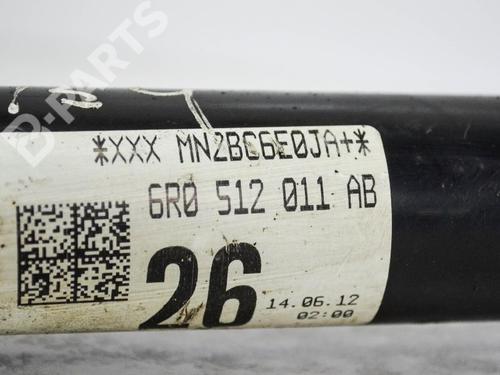 B-PARTS
*XXX MN2BC6E0JA+*
6R0 512 011 AB
26
14.06.12
02:00